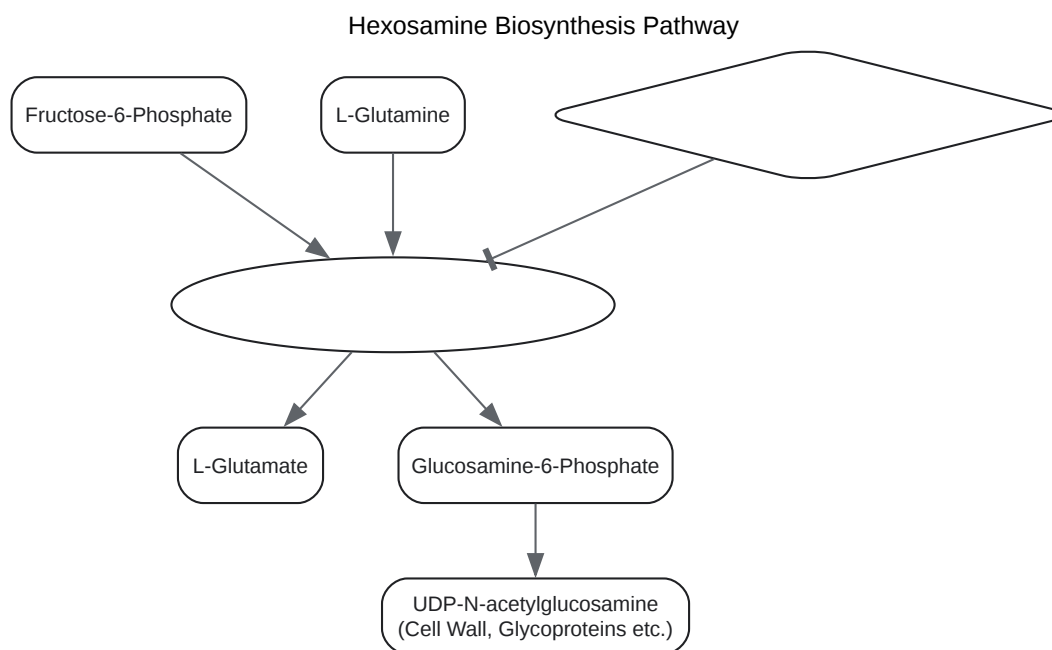 Hexosamine Biosynthesis Pathway
Fructose-6-Phosphate
L-Glutamine
L-Glutamate
Glucosamine-6-Phosphate
UDP-N-acetylglucosamine
(Cell Wall, Glycoproteins etc.)